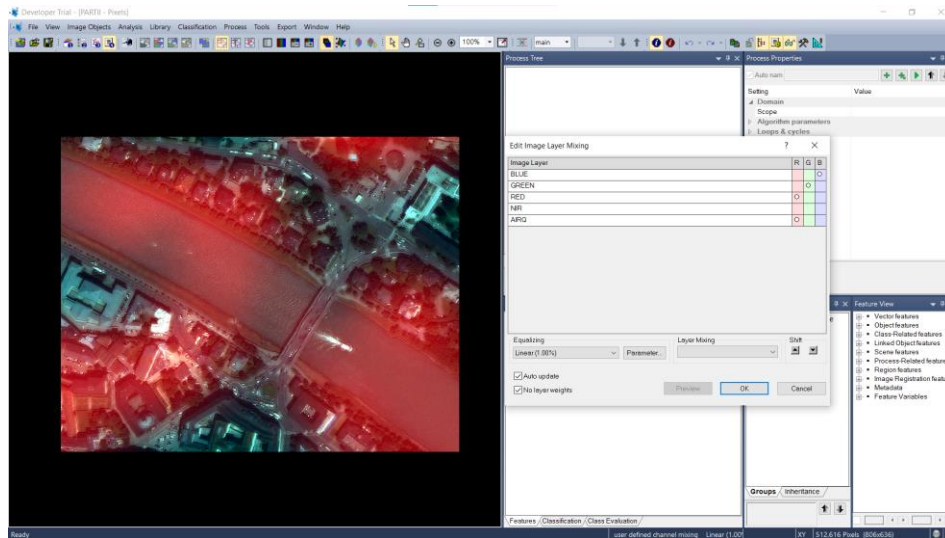 Developer Trial - [PARTII - Pixels]
File View Image Objects Analysis Library Classification Process Tools Export Window Help
100% main
Process Tree
Process Properties
Auto nam
Setting Value
Domain
Scope
Algorithm parameters
Loops & cycles
Edit Image Layer Mixing ? ×
Image Layer R G B
BLUE
GREEN
RED
NIR
AIRQ
Equalizing Layer Mixing Shift
Linear (1.00%) Parameter...
Auto update
No layer weights
Preview OK Cancel
Feature View
Vector features
Object features
Class-Related features
Linked Object features
Scene features
Process-Related feature
Region features
Image Registration featu
Metadata
Feature Variables
Groups Inheritance
Features Classification Class Evaluation
Ready user defined channel mixing Linear (1.00% XY 512.616 Pixels (806x636)